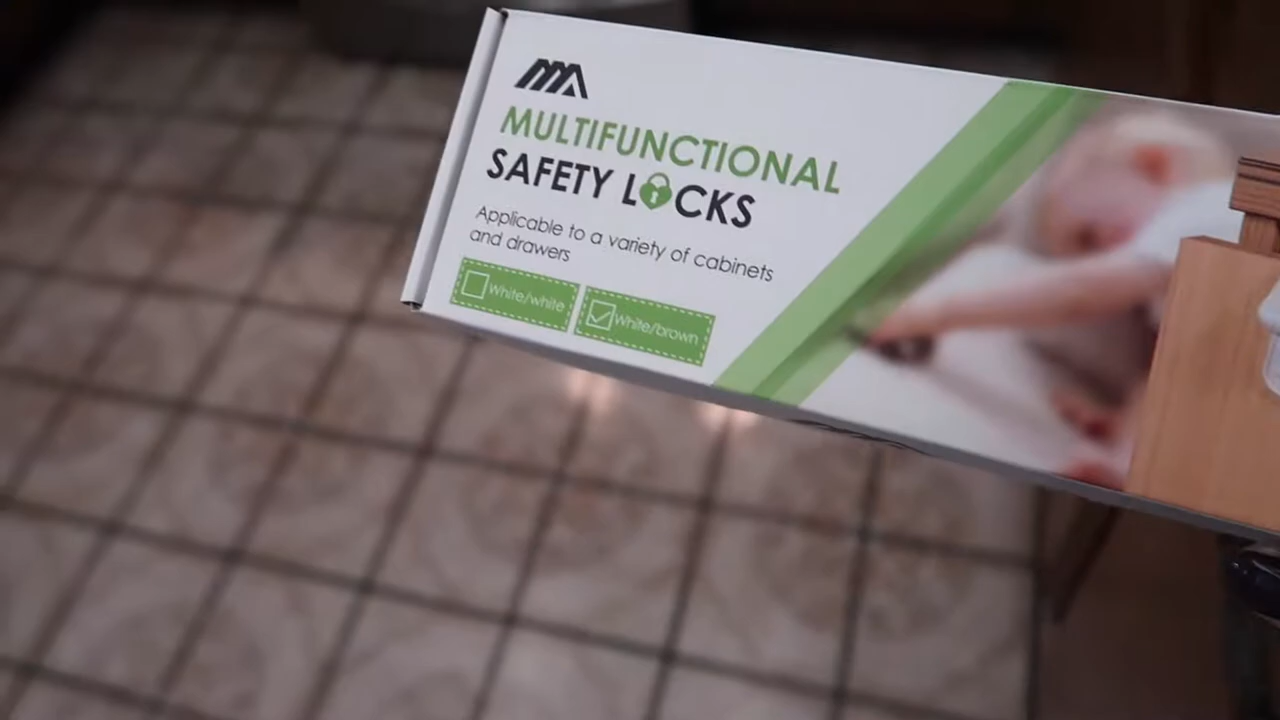 MULTIFUNCTIONAL
SAFETY LOCKS
Applicable to a variety of cabinets
and drawers
White/white
White/brown